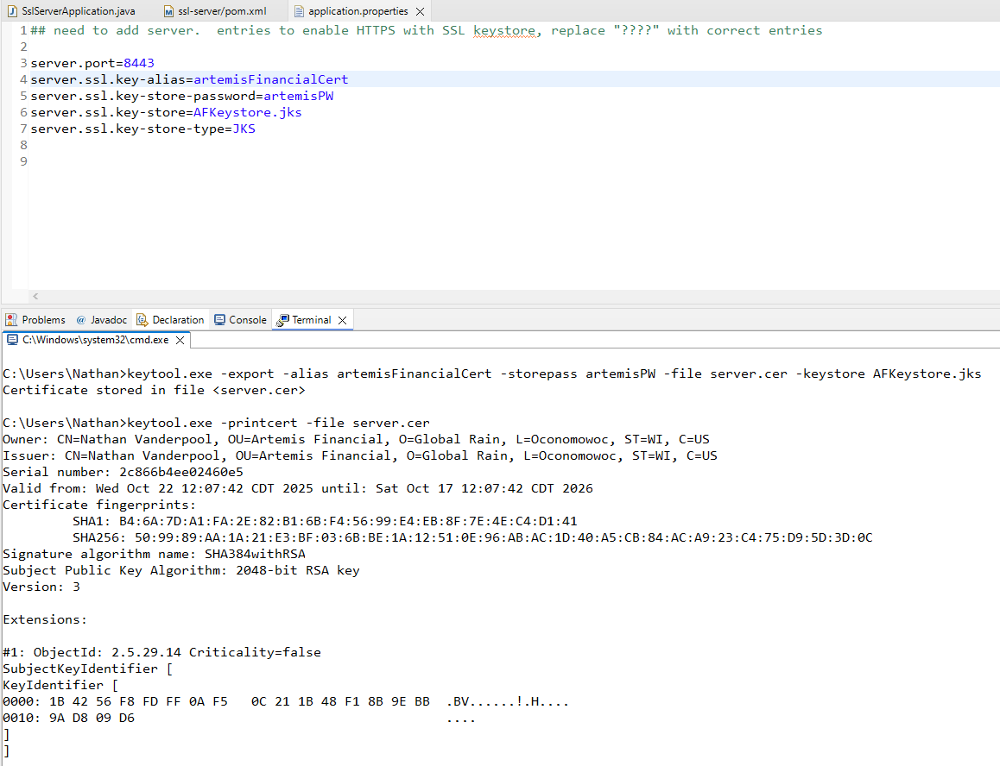 SslServerApplication.java ssl-server/pom.xml application.properties
1 ## need to add server.  entries to enable HTTPS with SSL keystore, replace "????" with correct entries
2
3 server.port=8443
4 server.ssl.key-alias=artemisFinancialCert
5 server.ssl.key-store-password=artemisPW
6 server.ssl.key-store=AFKeystore.jks
7 server.ssl.key-store-type=JKS
8
9
Problems @ Javadoc Declaration Console Terminal
C:\Windows\system32\cmd.exe
C:\Users\Nathan>keytool.exe -export -alias artemisFinancialCert -storepass artemisPW -file server.cer -keystore AFKeystore.jks
Certificate stored in file <server.cer>
C:\Users\Nathan>keytool.exe -printcert -file server.cer
Owner: CN=Nathan Vanderpool, OU=Artemis Financial, O=Global Rain, L=Oconomowoc, ST=WI, C=US
Issuer: CN=Nathan Vanderpool, OU=Artemis Financial, O=Global Rain, L=Oconomowoc, ST=WI, C=US
Serial number: 2c866b4ee02460e5
Valid from: Wed Oct 22 12:07:42 CDT 2025 until: Sat Oct 17 12:07:42 CDT 2026
Certificate fingerprints:
SHA1: B4:6A:7D:A1:FA:2E:82:B1:6B:F4:56:99:E4:EB:8F:7E:4E:C4:D1:41
SHA256: 50:99:89:AA:1A:21:E3:BF:03:6B:BE:1A:12:51:0E:96:AB:AC:1D:40:A5:CB:84:AC:A9:23:C4:75:D9:5D:3D:0C
Signature algorithm name: SHA384withRSA
Subject Public Key Algorithm: 2048-bit RSA key
Version: 3
Extensions:
#1: ObjectId: 2.5.29.14 Criticality=false
SubjectKeyIdentifier [
KeyIdentifier [
0000: 1B 42 56 F8 FD FF 0A F5   0C 21 1B 48 F1 8B 9E BB  .BV......!.H....
0010: 9A D8 09 D6                                        ....
]
]